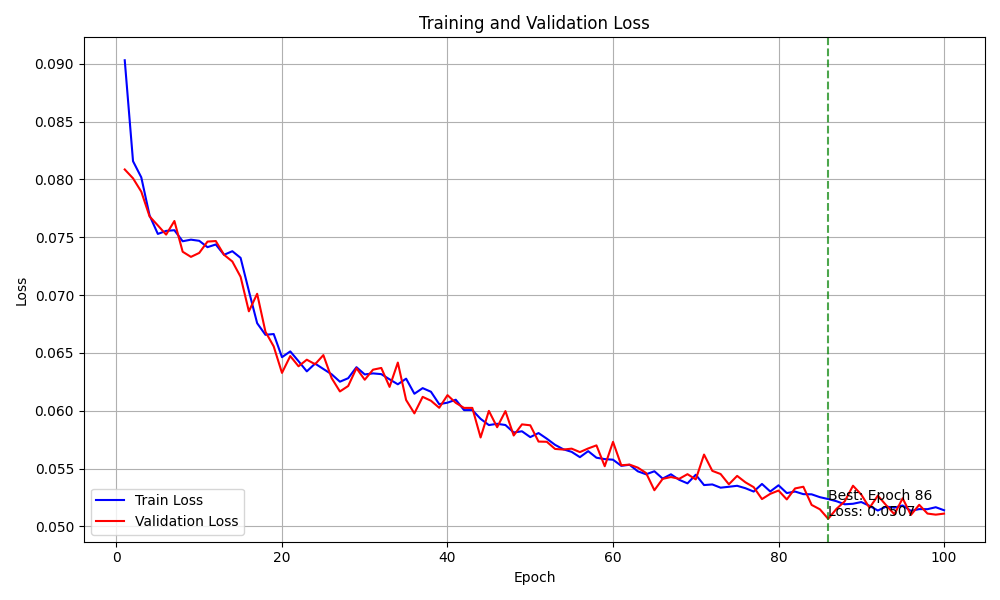 Training and Validation Loss
Loss
0.090
0.085
0.080
0.075
0.070
0.065
0.060
0.055
0.050
Train Loss
Validation Loss
Best: Epoch 86
Loss: 0.0507
0
20
40
60
80
100
Epoch